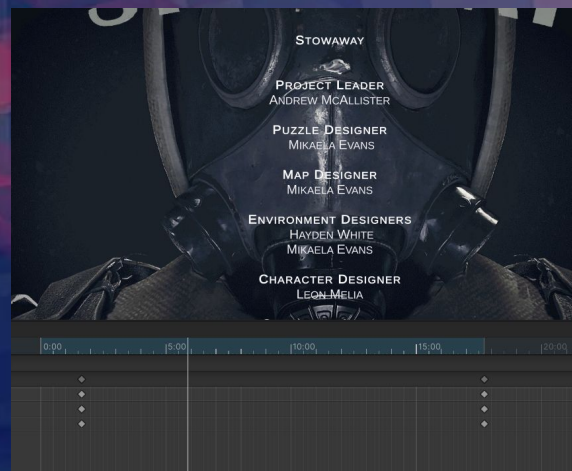 STOWAWAY
PROJECT LEADER
ANDREW MCALLISTER
PUZZLE DESIGNER
MIKAELA EVANS
MAP DESIGNER
MIKAELA EVANS
ENVIRONMENT DESIGNERS
HAYDEN WHITE
MIKAELA EVANS
CHARACTER DESIGNER
LEON MELIA
0:00 5:00 10:00 15:00 20:00